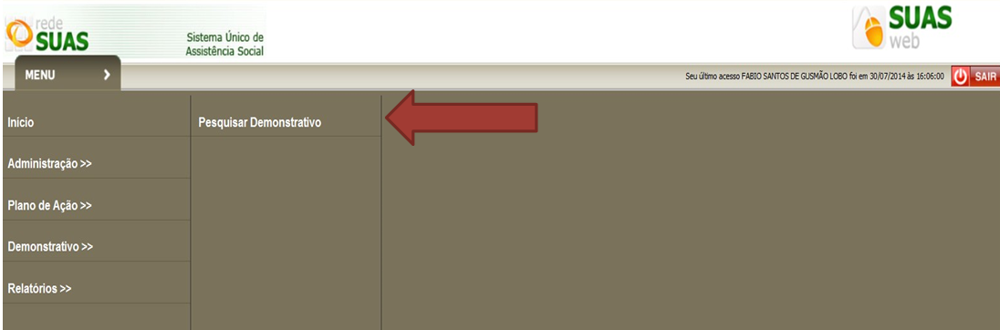 rede
SUAS
Sistema Único de
Assistência Social
SUAS
web
MENU
Seu último acesso FABIO SANTOS DE GUSMÃO LOBO foi em 30/07/2014 às 16:06:00
SAIR
Início
Pesquisar Demonstrativo
Administração >>
Plano de Ação >>
Demonstrativo >>
Relatórios >>